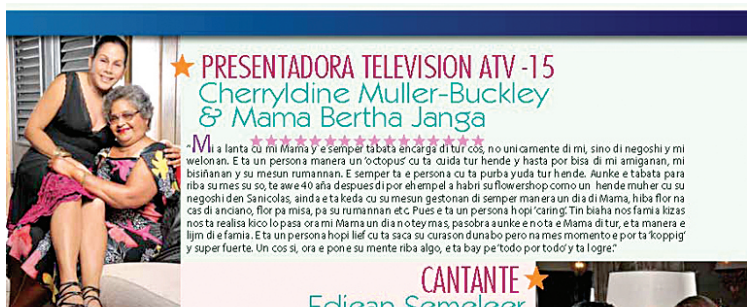 PRESENTADORA TELEVISION ATV -15
Cherryldine Muller-Buckley
& Mama Bertha Janga
"Mi a lanta cu mi Mama y e semper tabata encarga di tur cos, no unicamente di mi, sino di negoshi y mi
welonan. E ta un persona manera un 'octopus' cu ta cuida tur hende y hasta por bisa di mi amiganan, mi
bisiñanan y su mesun rumannan. E semper ta e persona cu ta purba yuda tur hende. Aunke e tabata para
riba su mes su so, te awe 40 aña despues di por ehempel a habri su flowershop como un hende muher cu su
negoshi den Sanicolas, ainda e ta keda cu su mesun gestonan di semper manera un dia di Mama, hiba flor na
cas di anciano, flor pa misa, pa su rumannan etc. Pues e ta un persona hopi 'caring'. Tin biaha nos famia kizas
nos ta realisa kico lo pasa ora mi Mama un dia no tey mas, pasobra aunke e no ta e Mama di tur, e ta manera e
lijm di e famia. E ta un persona hopi lief cu ta saca su curason duna bo pero na mes momento e por ta 'koppig'
y super fuerte. Un cos si, ora e pone su mente riba algo, e ta bay pe 'todo por todo' y ta logre."
CANTANTE
Edjean Semeleer